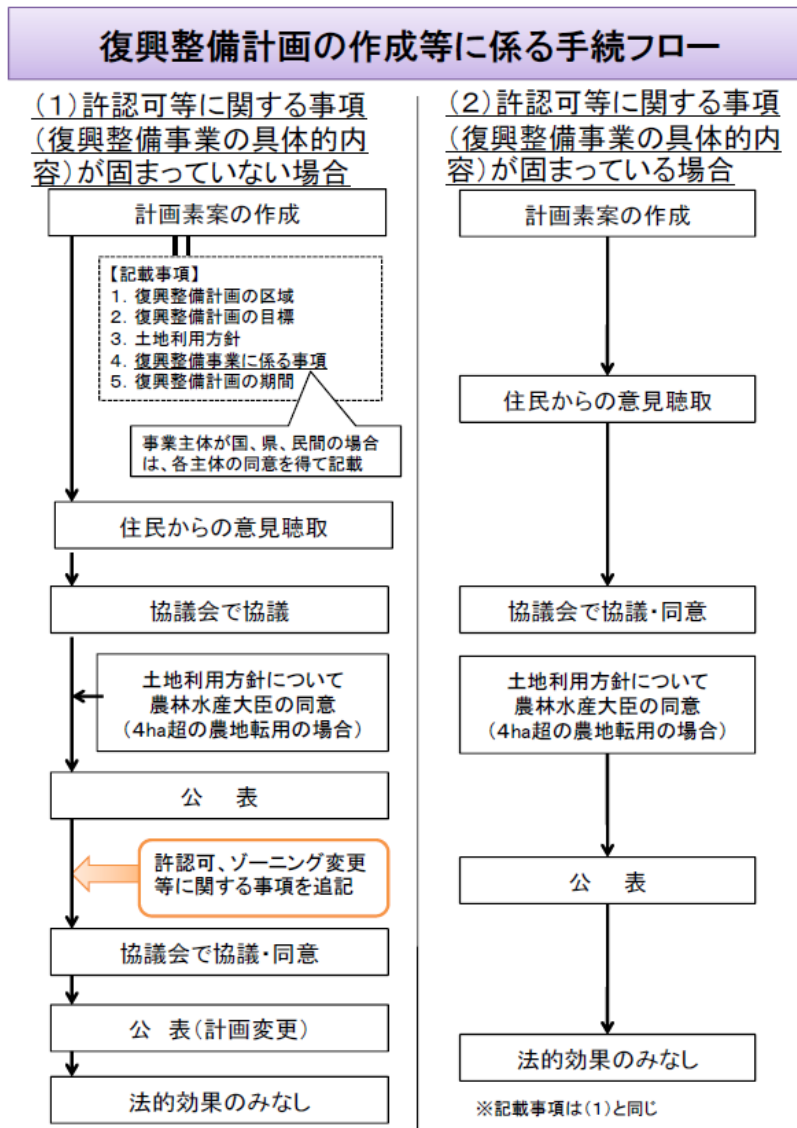 復興整備計画の作成等に係る手続フロー
(1)許認可等に関する事項
(復興整備事業の具体的内
容)が固まっていない場合
計画素案の作成
【記載事項】
1. 復興整備計画の区域
2. 復興整備計画の目標
3. 土地利用方針
4. 復興整備事業に係る事項
5. 復興整備計画の期間
事業主体が国、県、民間の場合
は、各主体の同意を得て記載
住民からの意見聴取
協議会で協議
土地利用方針について
農林水産大臣の同意
(4ha超の農地転用の場合)
公 表
許認可、ゾーニング変更
等に関する事項を追記
協議会で協議・同意
公 表(計画変更)
法的効果のみなし
(2)許認可等に関する事項
(復興整備事業の具体的内
容)が固まっている場合
計画素案の作成
住民からの意見聴取
協議会で協議・同意
土地利用方針について
農林水産大臣の同意
(4ha超の農地転用の場合)
公 表
法的効果のみなし
※記載事項は(1)と同じ